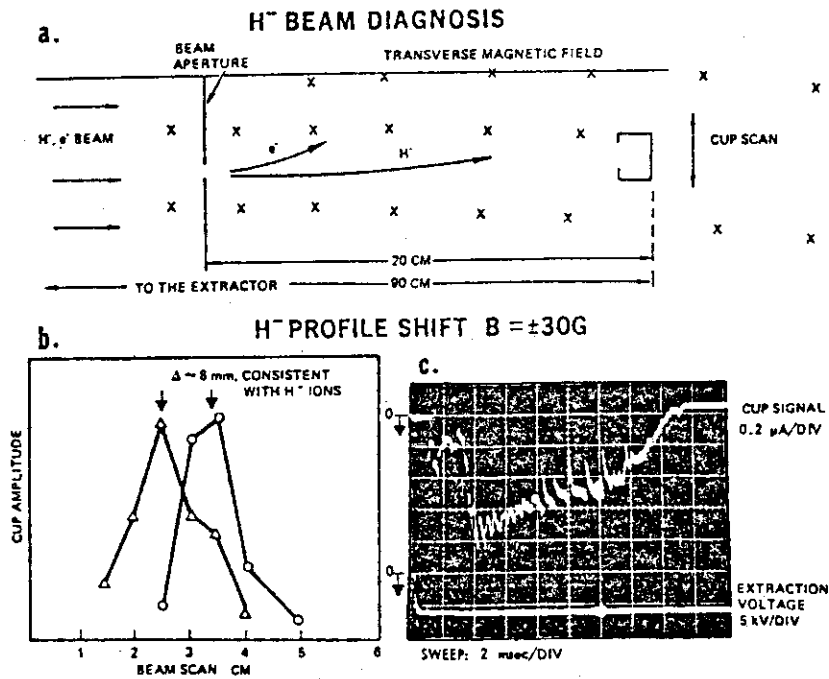 H⁻ BEAM DIAGNOSIS
a.
BEAM
APERTURE
TRANSVERSE MAGNETIC FIELD
H⁻, e⁻ BEAM
e⁻
H⁻
CUP SCAN
20 CM
TO THE EXTRACTOR
90 CM
H⁻ PROFILE SHIFT B = ±30G
b.
Δ ~ 8 mm, CONSISTENT
WITH H⁻ IONS
CUP AMPLITUDE
1 2 3 4 5 6
BEAM SCAN CM
c.
0
CUP SIGNAL
0.2 μA/DIV
0
EXTRACTION
VOLTAGE
5 kV/DIV
SWEEP: 2 msec/DIV